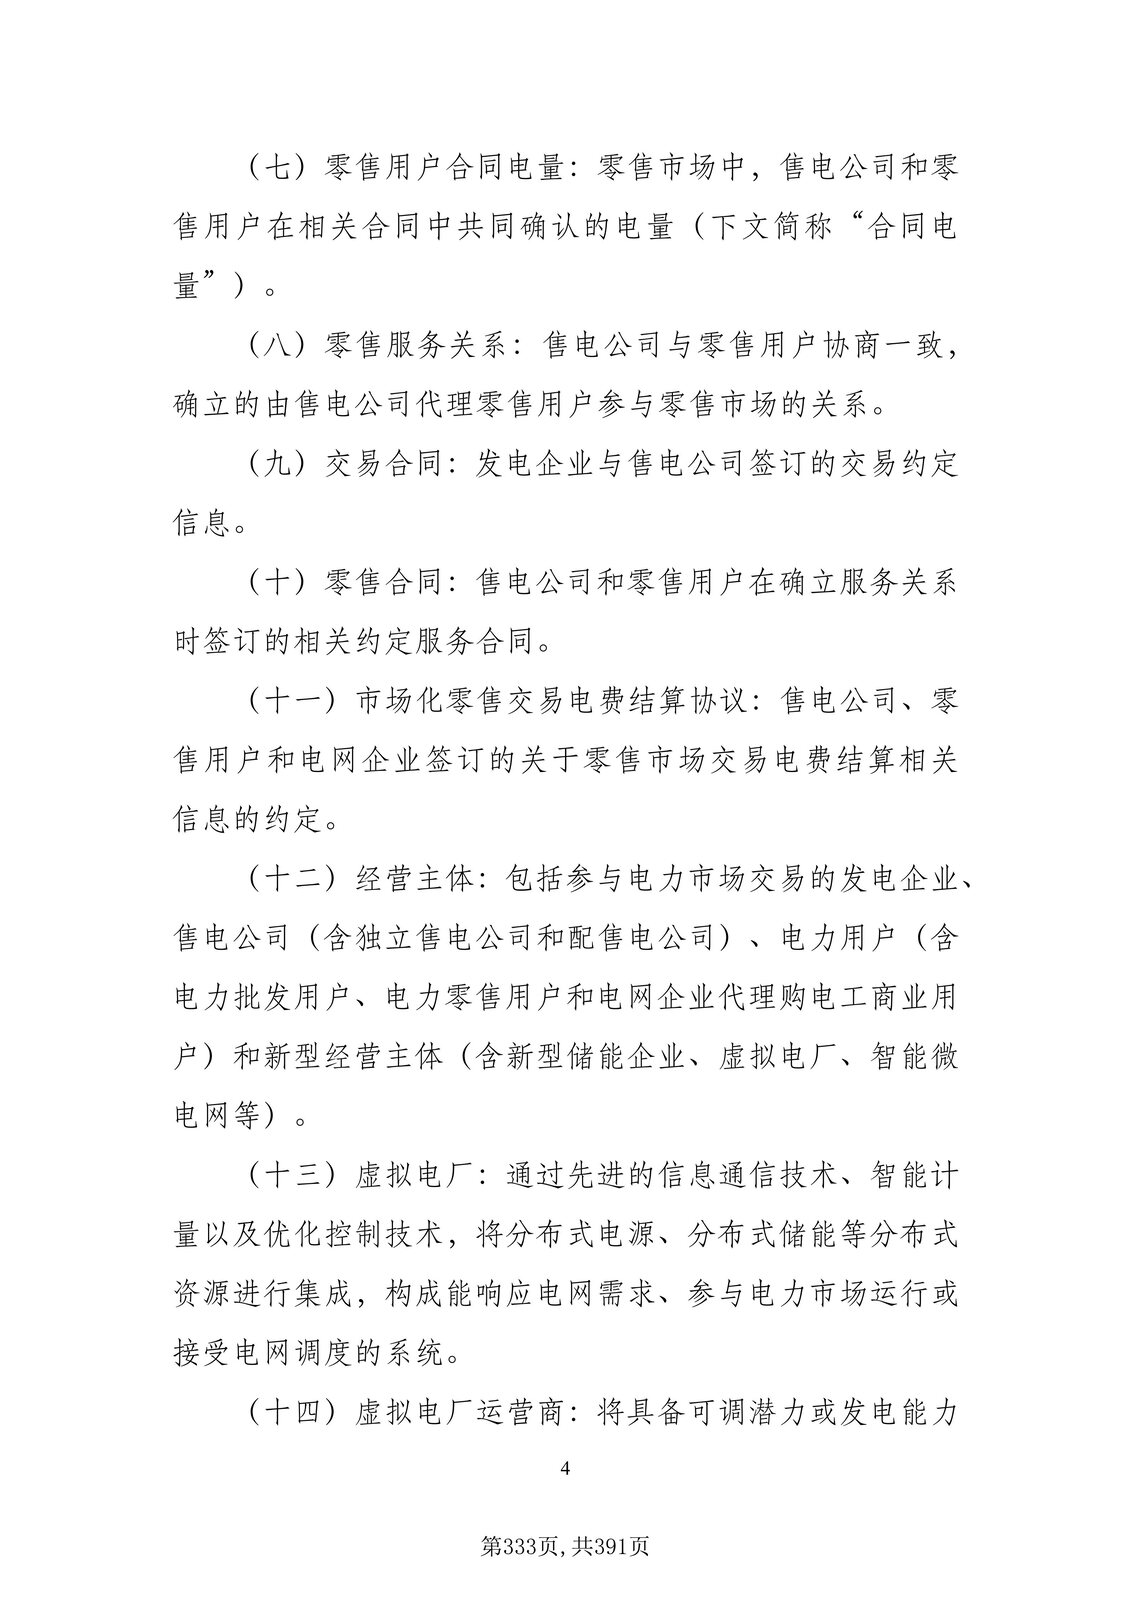 （七）零售用户合同电量：零售市场中，售电公司和零
售用户在相关合同中共同确认的电量（下文简称“合同电
量”）。
（八）零售服务关系：售电公司与零售用户协商一致，
确立的由售电公司代理零售用户参与零售市场的关系。
（九）交易合同：发电企业与售电公司签订的交易约定
信息。
（十）零售合同：售电公司和零售用户在确立服务关系
时签订的相关约定服务合同。
（十一）市场化零售交易电费结算协议：售电公司、零
售用户和电网企业签订的关于零售市场交易电费结算相关
信息的约定。
（十二）经营主体：包括参与电力市场交易的发电企业、
售电公司（含独立售电公司和配售电公司）、电力用户（含
电力批发用户、电力零售用户和电网企业代理购电工商业用
户）和新型经营主体（含新型储能企业、虚拟电厂、智能微
电网等）。
（十三）虚拟电厂：通过先进的信息通信技术、智能计
量以及优化控制技术，将分布式电源、分布式储能等分布式
资源进行集成，构成能响应电网需求、参与电力市场运行或
接受电网调度的系统。
（十四）虚拟电厂运营商：将具备可调潜力或发电能力
4
第333页,共391页